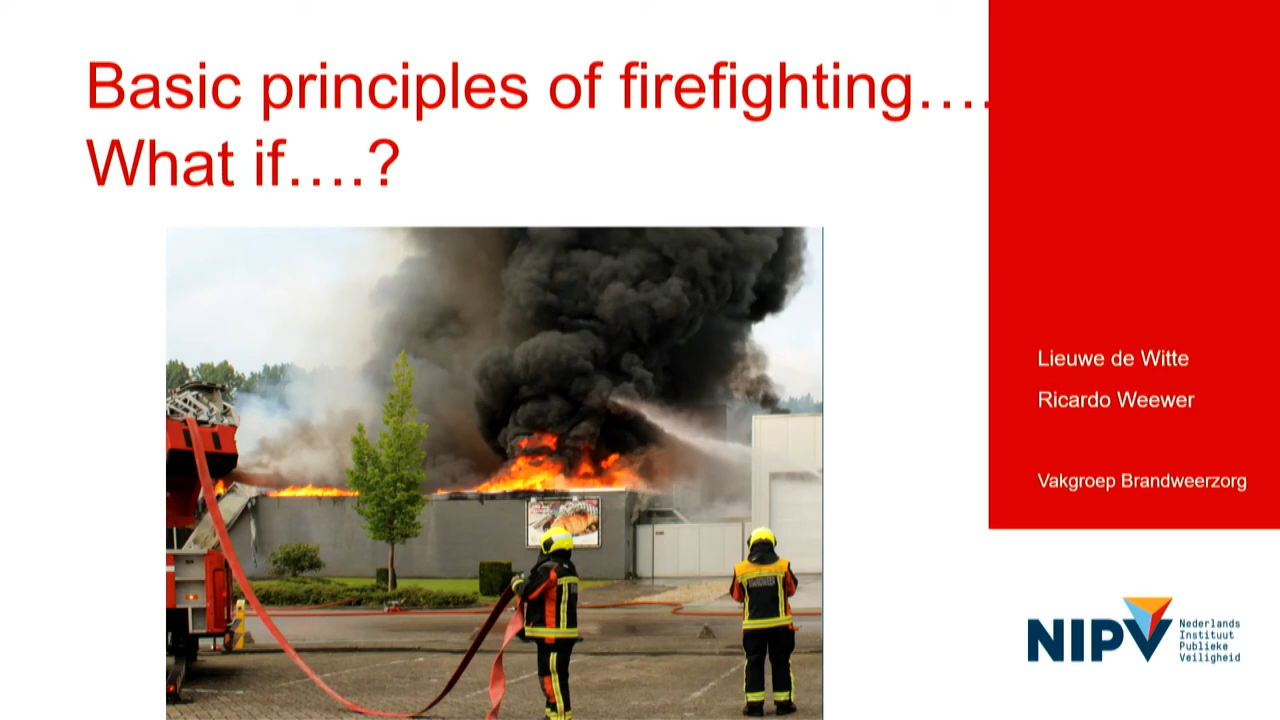 Basic principles of firefighting….
What if….?
Lieuwe de Witte
Ricardo Weewer
Vakgroep Brandweerzorg
NIPV
Nederlands
Instituut
Publieke
Veiligheid